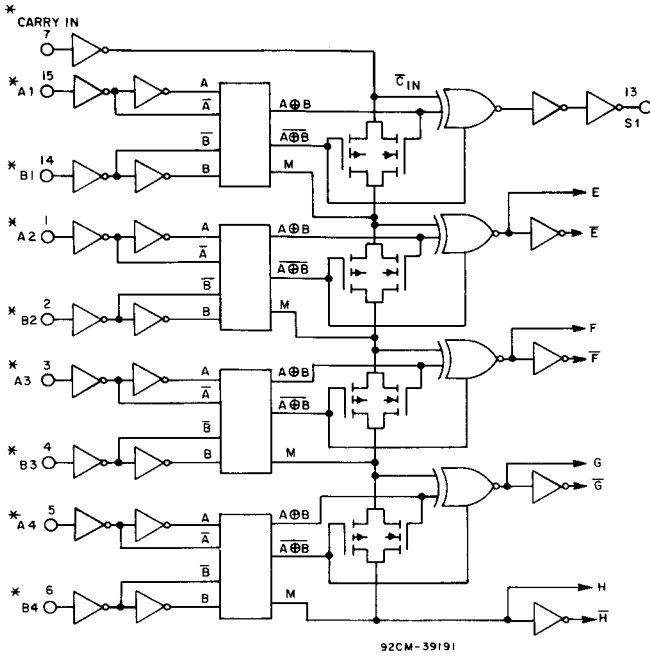 *
CARRY IN
7
C̅IN
* A1 15
A
A̅
A⊕B
13
S1
A̅⊕̅B̅
B̅
* B1 14
B
M
E
* A2 1
A
A̅
A⊕B
E̅
A̅⊕̅B̅
B̅
* B2 2
B
M
F
* A3 3
A
A̅
A⊕B
F̅
A̅⊕̅B̅
B̅
* B3 4
B
M
G
* A4 5
A
A̅
A⊕B
G̅
A̅⊕̅B̅
B̅
* B4 6
B
M
H
H̅
92CM-39191